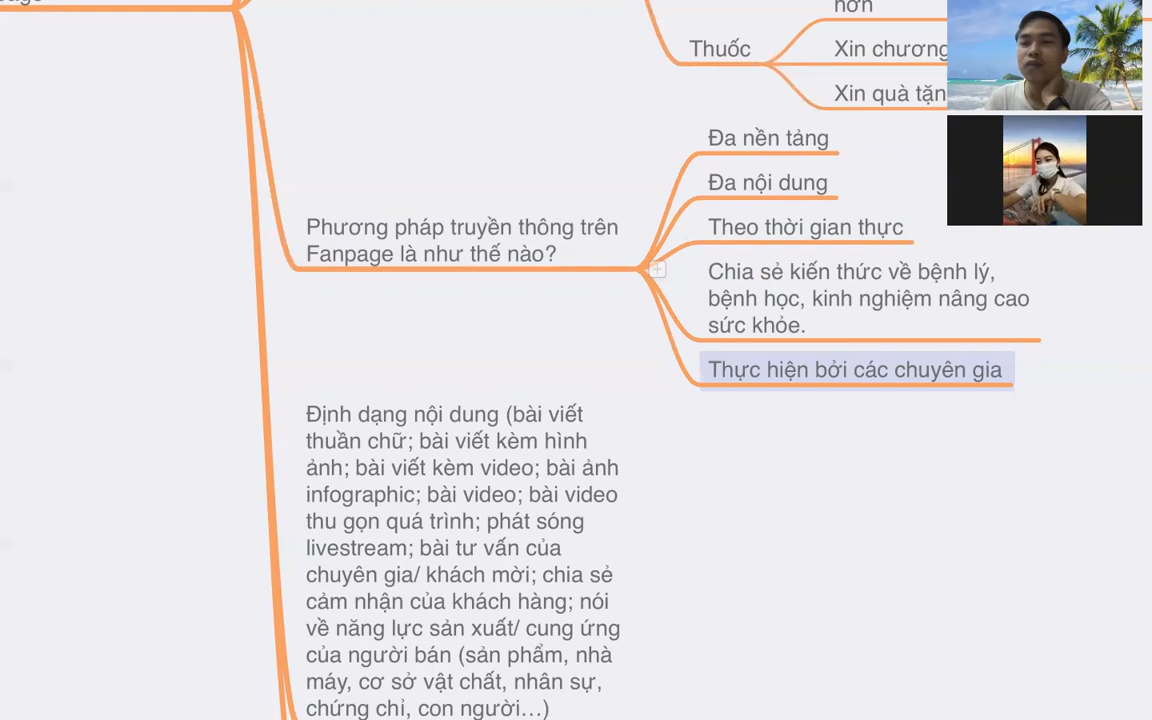 hơn
Thuốc
Xin chương
Xin quà tặn
Đa nền tảng
Đa nội dung
Phương pháp truyền thông trên
Fanpage là như thế nào?
Theo thời gian thực
Chia sẻ kiến thức về bệnh lý,
bệnh học, kinh nghiệm nâng cao
sức khỏe.
Thực hiện bởi các chuyên gia
Định dạng nội dung (bài viết
thuần chữ; bài viết kèm hình
ảnh; bài viết kèm video; bài ảnh
infographic; bài video; bài video
thu gọn quá trình; phát sóng
livestream; bài tư vấn của
chuyên gia/ khách mời; chia sẻ
cảm nhận của khách hàng; nói
về năng lực sản xuất/ cung ứng
của người bán (sản phẩm, nhà
máy, cơ sở vật chất, nhân sự,
chứng chỉ, con người…)